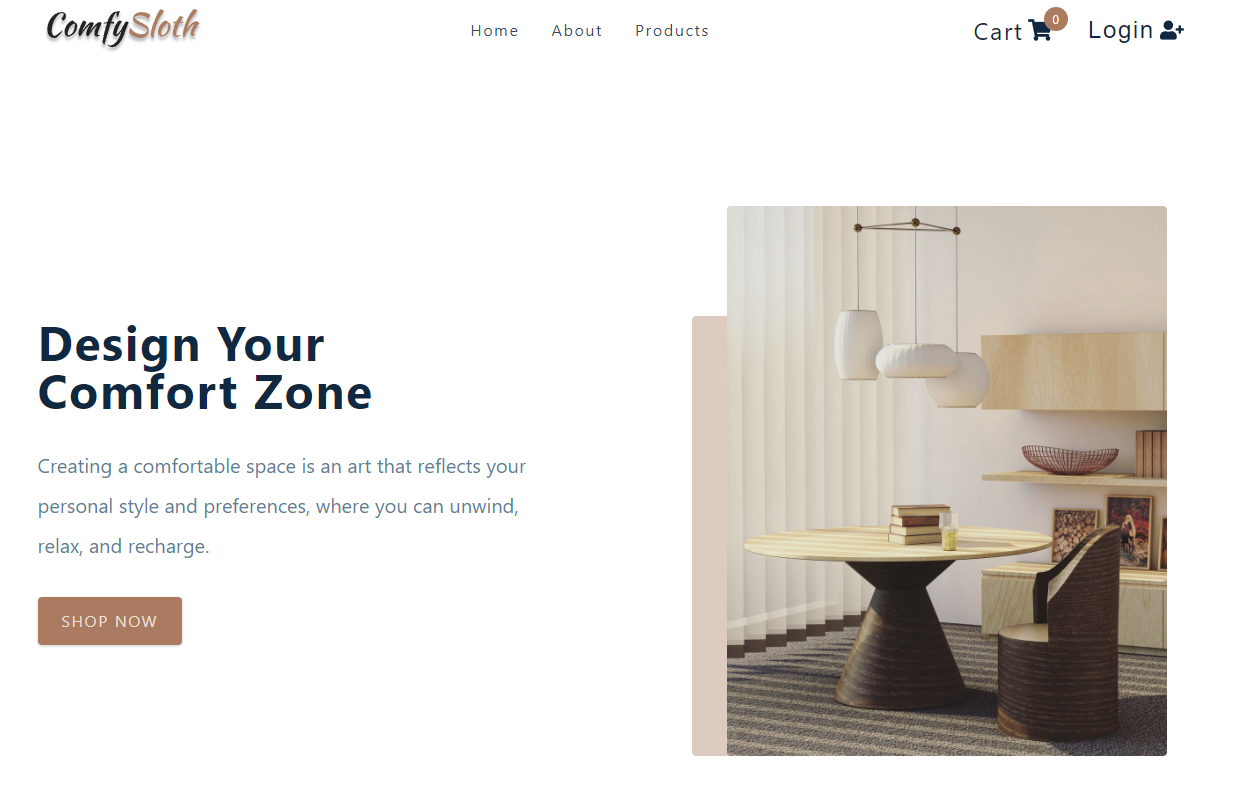 ComfySloth
Home About Products
Cart 0 Login
Design Your
Comfort Zone
Creating a comfortable space is an art that reflects your
personal style and preferences, where you can unwind,
relax, and recharge.
SHOP NOW